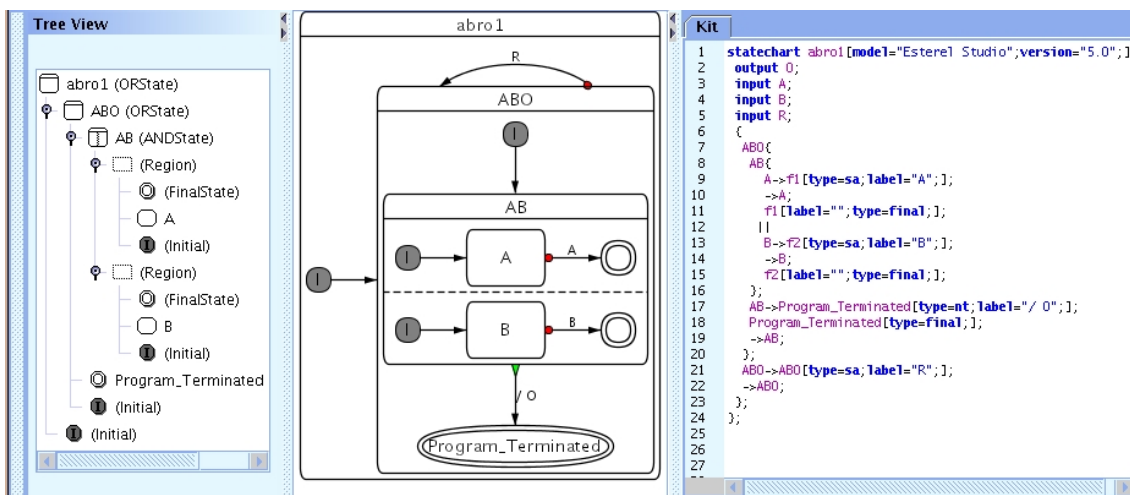 Tree View
abro1 (ORState)
ABO (ORState)
AB (ANDState)
(Region)
(FinalState)
A
I (Initial)
(Region)
(FinalState)
B
I (Initial)
Program_Terminated
I (Initial)
I (Initial)
abro1
R
ABO
I
AB
I
A
A
I
I
B
B
/ O
Program_Terminated
Kit
1 statechart abro1[model="Esterel Studio";version="5.0";]
2 output O;
3 input A;
4 input B;
5 input R;
6 {
7 ABO{
8 AB{
9 A->f1[type=sa;label="A";];
10 ->A;
11 f1[label="";type=final;];
12 ||
13 B->f2[type=sa;label="B";];
14 ->B;
15 f2[label="";type=final;];
16 };
17 AB->Program_Terminated[type=nt;label="/ O";];
18 Program_Terminated[type=final;];
19 ->AB;
20 };
21 ABO->ABO[type=sa;label="R";];
22 ->ABO;
23 };
24 };
25
26
27